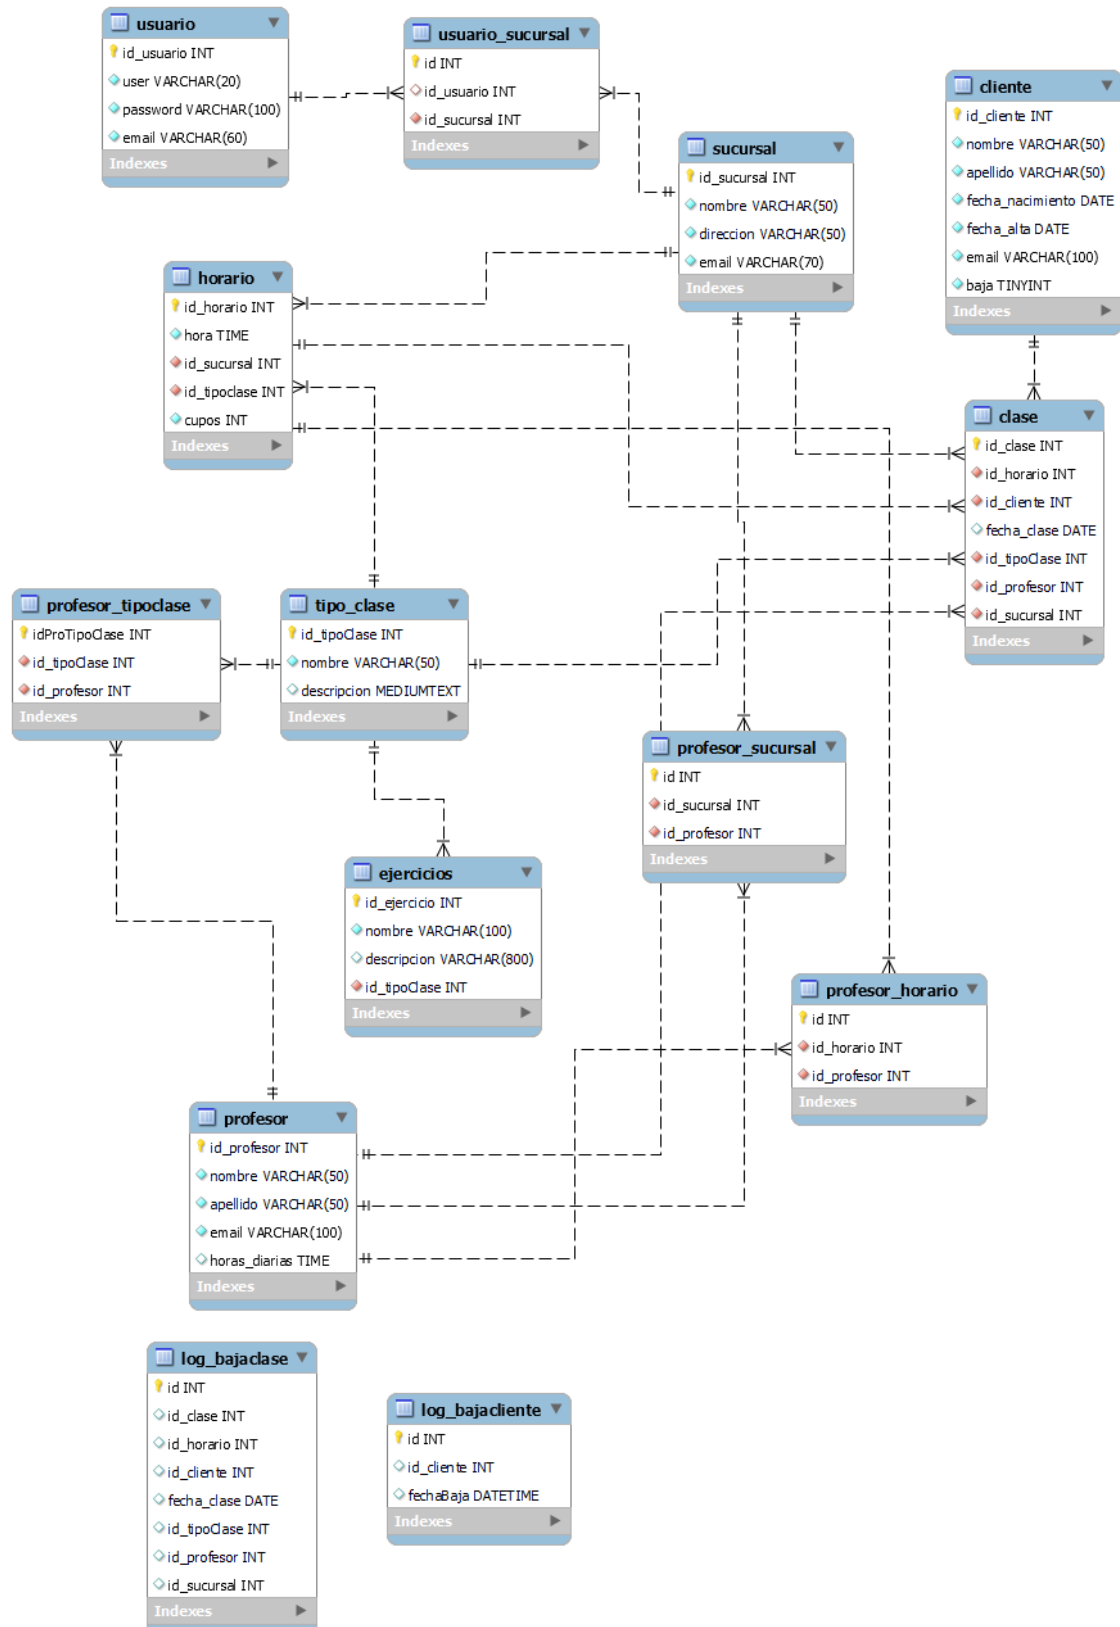 usuario
id_usuario INT
user VARCHAR(20)
password VARCHAR(100)
email VARCHAR(60)
Indexes
usuario_sucursal
id INT
id_usuario INT
id_sucursal INT
Indexes
sucursal
id_sucursal INT
nombre VARCHAR(50)
direccion VARCHAR(50)
email VARCHAR(70)
Indexes
cliente
id_cliente INT
nombre VARCHAR(50)
apellido VARCHAR(50)
fecha_nacimiento DATE
fecha_alta DATE
email VARCHAR(100)
baja TINYINT
Indexes
horario
id_horario INT
hora TIME
id_sucursal INT
id_tipoclase INT
cupos INT
Indexes
clase
id_clase INT
id_horario INT
id_cliente INT
fecha_clase DATE
id_tipoClase INT
id_profesor INT
id_sucursal INT
Indexes
profesor_tipoclase
idProTipoClase INT
id_tipoClase INT
id_profesor INT
Indexes
tipo_clase
id_tipoClase INT
nombre VARCHAR(50)
descripcion MEDIUMTEXT
Indexes
profesor_sucursal
id INT
id_sucursal INT
id_profesor INT
Indexes
ejercicios
id_ejercicio INT
nombre VARCHAR(100)
descripcion VARCHAR(800)
id_tipoClase INT
Indexes
profesor_horario
id INT
id_horario INT
id_profesor INT
Indexes
profesor
id_profesor INT
nombre VARCHAR(50)
apellido VARCHAR(50)
email VARCHAR(100)
horas_diarias TIME
Indexes
log_bajaclase
id INT
id_clase INT
id_horario INT
id_cliente INT
fecha_clase DATE
id_tipoClase INT
id_profesor INT
id_sucursal INT
Indexes
log_bajacliente
id INT
id_cliente INT
fechaBaja DATETIME
Indexes